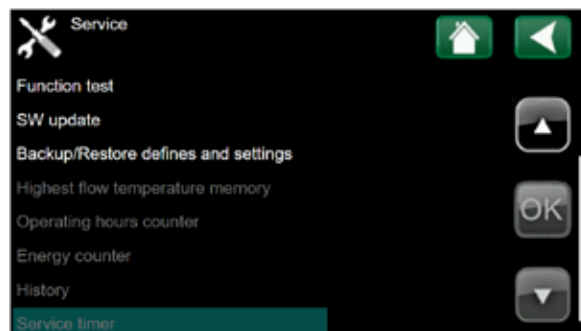 Service
Function test
SW update
Backup/Restore defines and settings
Highest flow temperature memory
Operating hours counter
OK
Energy counter
History
Service timer